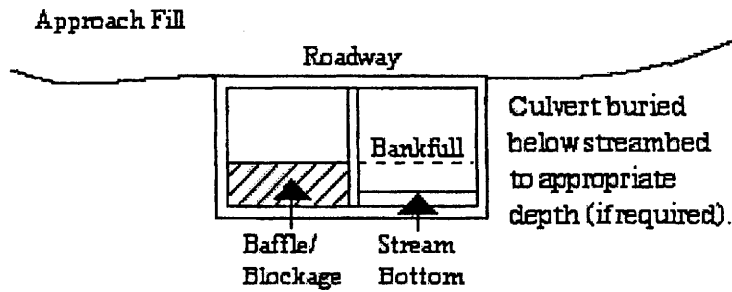 Approach Fill
Roadway
Bankfull
Culvert buried
below streambed
to appropriate
depth (if required).
Baffle/
Blockage
Stream
Bottom